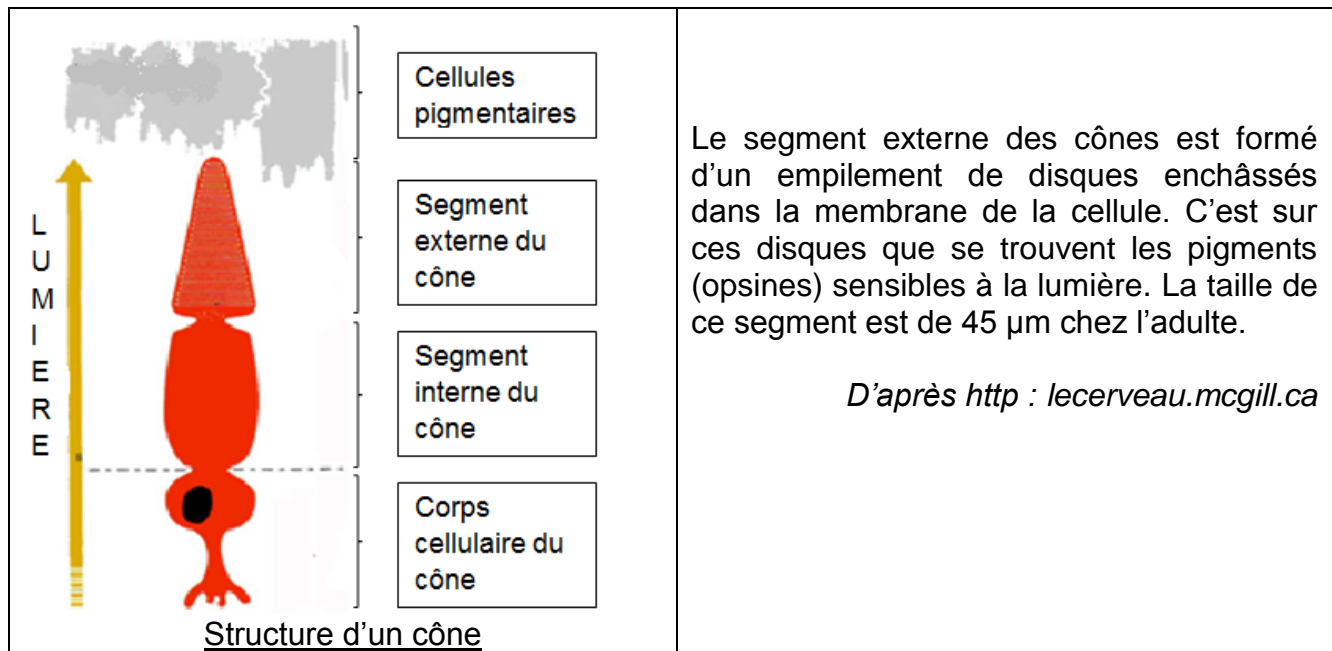 Cellules
pigmentaires
L
U
M
I
E
R
E
Segment
externe du
cône
Segment
interne du
cône
Corps
cellulaire du
cône
Structure d’un cône
Le segment externe des cônes est formé
d’un empilement de disques enchâssés
dans la membrane de la cellule. C’est sur
ces disques que se trouvent les pigments
(opsines) sensibles à la lumière. La taille de
ce segment est de 45 µm chez l’adulte.
D’après http : lecerveau.mcgill.ca